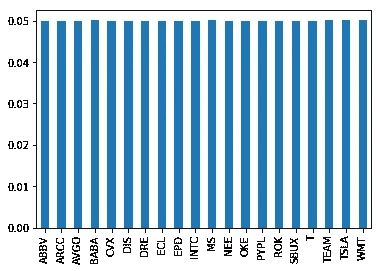 0.05
0.04
0.03
0.02
0.01
0.00
ABBV
ARCC
AVGO
BABA
CVX
DIS
DRE
ECL
EPD
INTC
MS
NEE
OKE
PYPL
ROK
SBUX
T
TEAM
TSLA
WMT